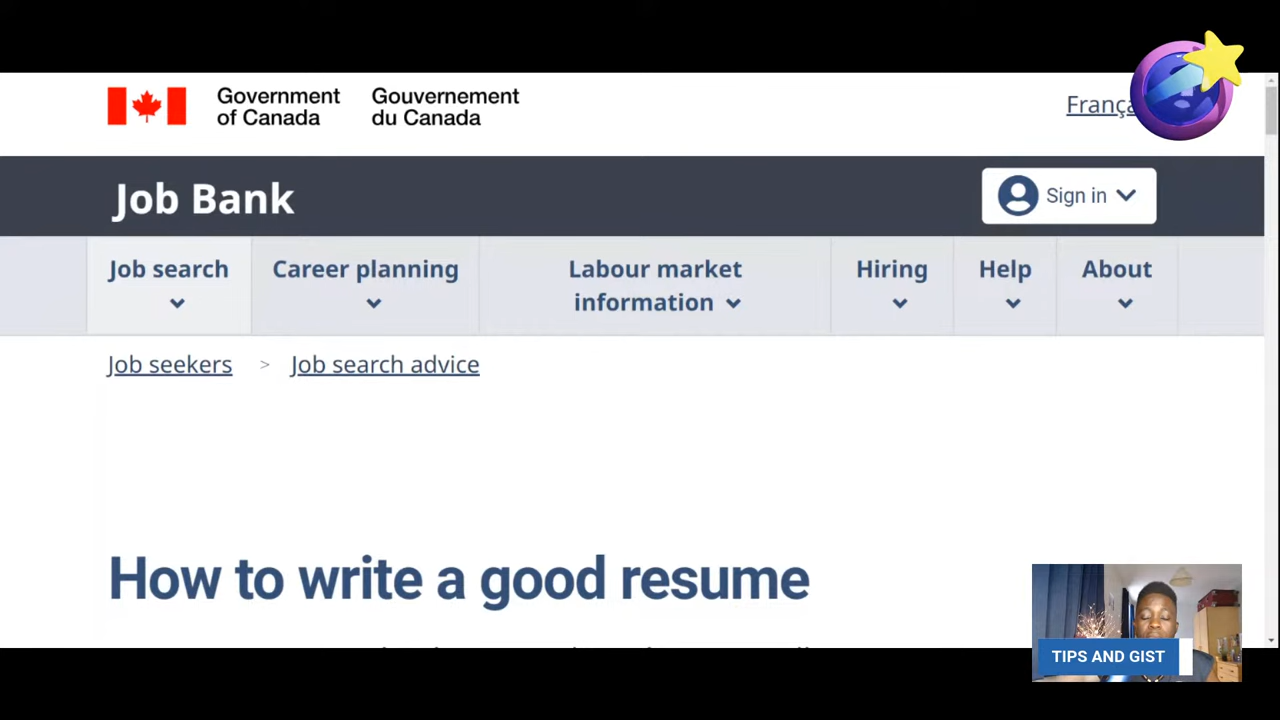 Government
of Canada
Gouvernement
du Canada
Job Bank
Sign in
Job search
Career planning
Labour market
information
Hiring
Help
About
Job seekers > Job search advice
How to write a good resume
TIPS AND GIST